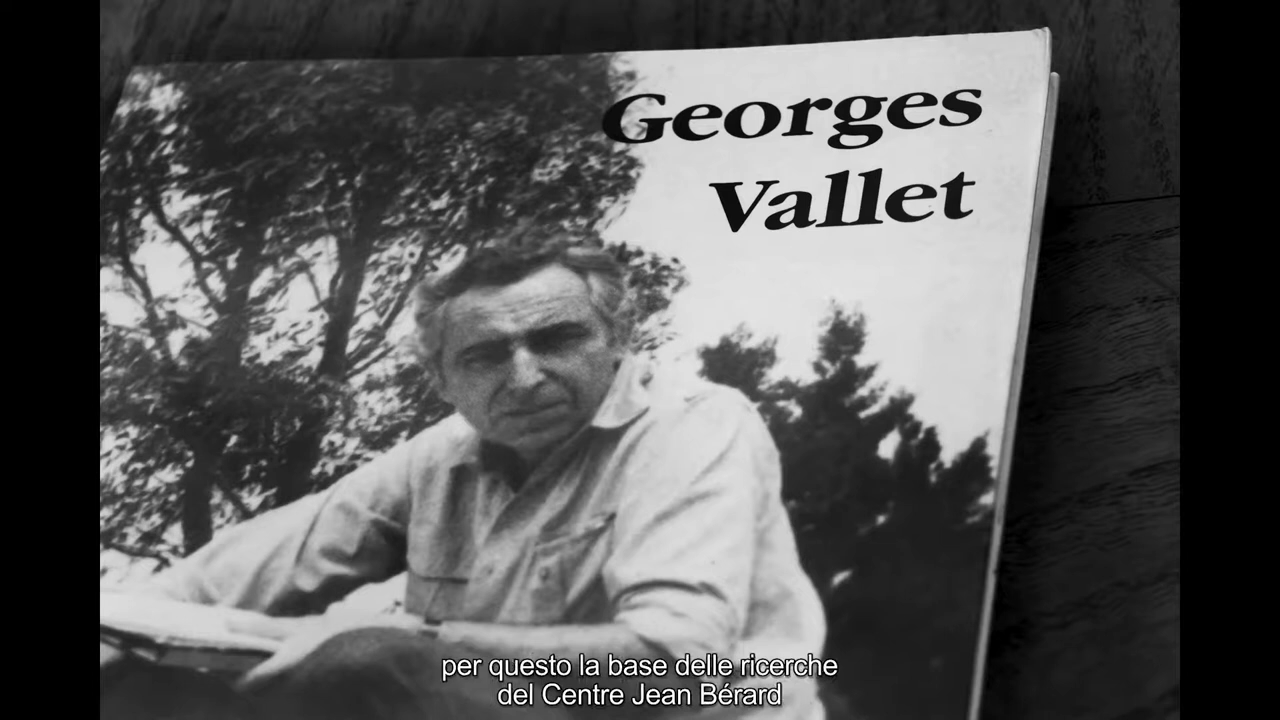 Georges
Vallet
per questo la base delle ricerche
del Centre Jean Bérard